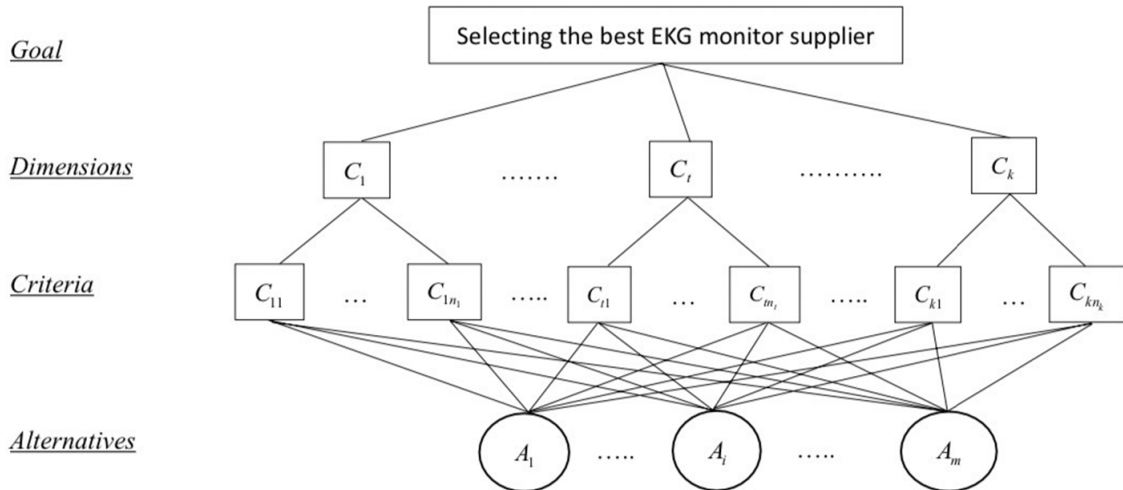 Goal
Selecting the best EKG monitor supplier
Dimensions
C₁ ....... Cₜ .......... Cₖ
Criteria
C₁₁ ... C₁ₙ₁ ..... Cₜ₁ ... Cₜₙₜ ..... Cₖ₁ ... Cₖₙₖ
Alternatives
A₁ ..... Aᵢ ..... Aₘ